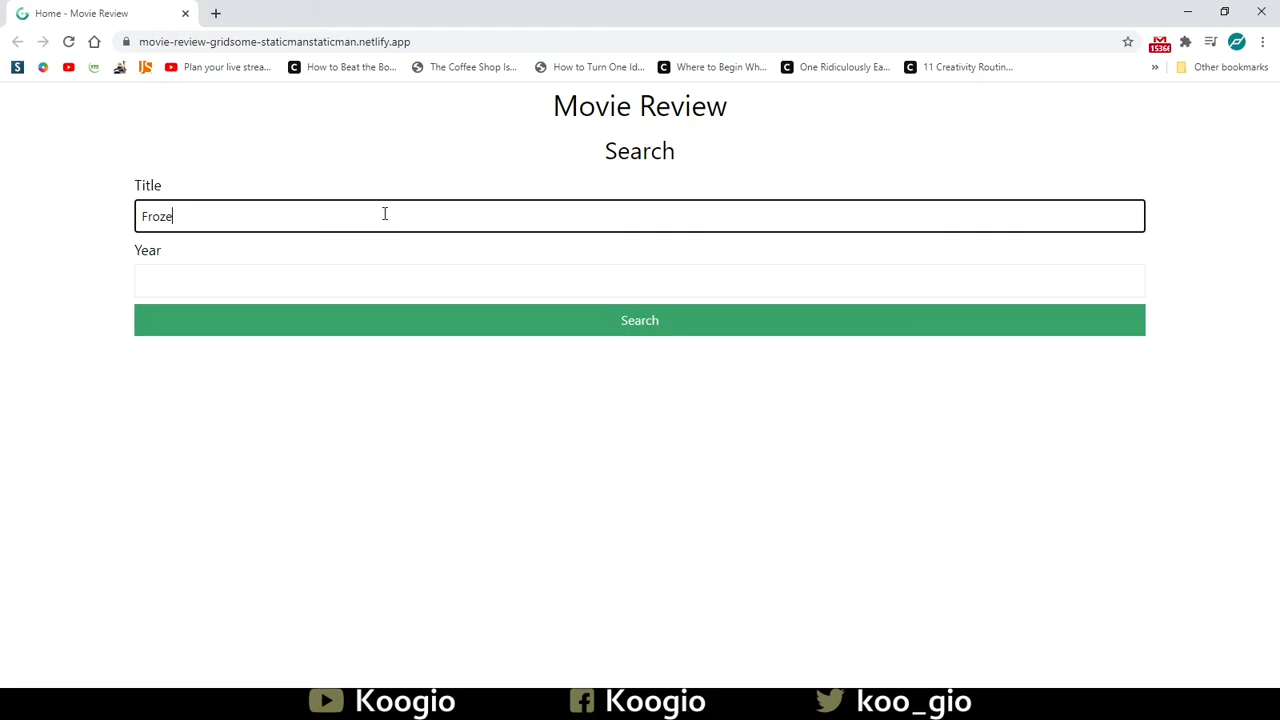 Home - Movie Review
movie-review-gridsome-staticmanstaticman.netlify.app
15366
Plan your live strea...
How to Beat the Bo...
The Coffee Shop Is...
How to Turn One Id...
Where to Begin Wh...
One Ridiculously Ea...
11 Creativity Routin...
»
Other bookmarks
Movie Review
Search
Title
Froze
Year
Search
Koogio
Koogio
koo_gio